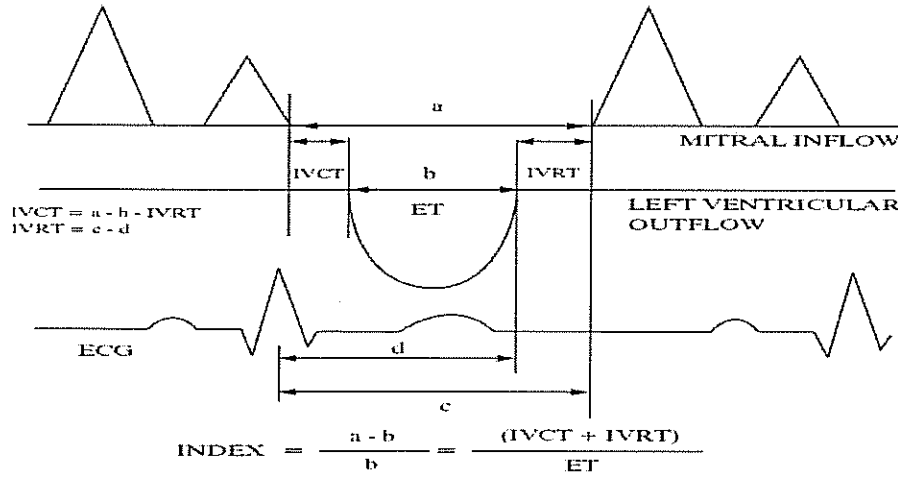 a
MITRAL INFLOW
IVCT
b
IVRT
ET
LEFT VENTRICULAR
OUTFLOW
IVCT = a - b - IVRT
IVRT = c - d
ECG
d
c
INDEX = a - b / b = (IVCT + IVRT) / ET